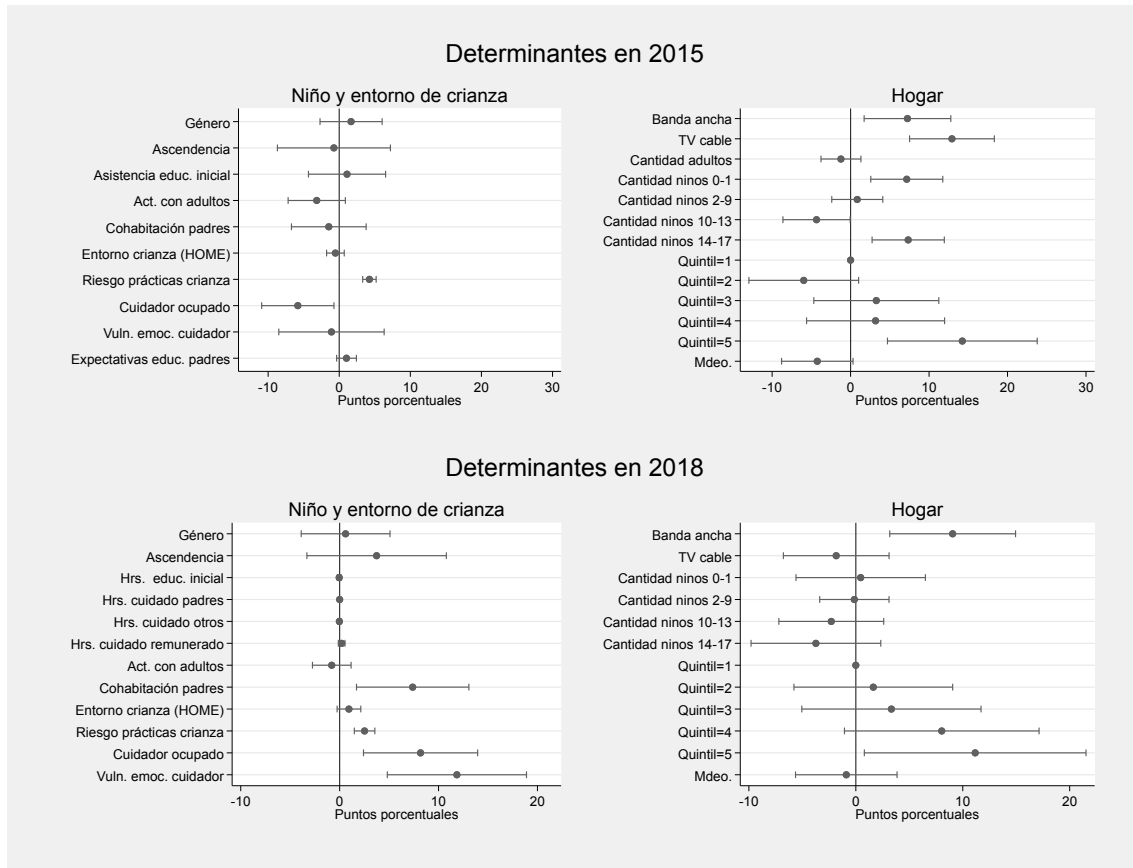 Determinantes en 2015
Niño y entorno de crianza
Género
Ascendencia
Asistencia educ. inicial
Act. con adultos
Cohabitación padres
Entorno crianza (HOME)
Riesgo prácticas crianza
Cuidador ocupado
Vuln. emoc. cuidador
Expectativas educ. padres
-10 0 10 20 30
Puntos porcentuales
Hogar
Banda ancha
TV cable
Cantidad adultos
Cantidad ninos 0-1
Cantidad ninos 2-9
Cantidad ninos 10-13
Cantidad ninos 14-17
Quintil=1
Quintil=2
Quintil=3
Quintil=4
Quintil=5
Mdeo.
-10 0 10 20 30
Puntos porcentuales
Determinantes en 2018
Niño y entorno de crianza
Género
Ascendencia
Hrs.  educ. inicial
Hrs. cuidado padres
Hrs. cuidado otros
Hrs. cuidado remunerado
Act. con adultos
Cohabitación padres
Entorno crianza (HOME)
Riesgo prácticas crianza
Cuidador ocupado
Vuln. emoc. cuidador
-10 0 10 20
Puntos porcentuales
Hogar
Banda ancha
TV cable
Cantidad ninos 0-1
Cantidad ninos 2-9
Cantidad ninos 10-13
Cantidad ninos 14-17
Quintil=1
Quintil=2
Quintil=3
Quintil=4
Quintil=5
Mdeo.
-10 0 10 20
Puntos porcentuales